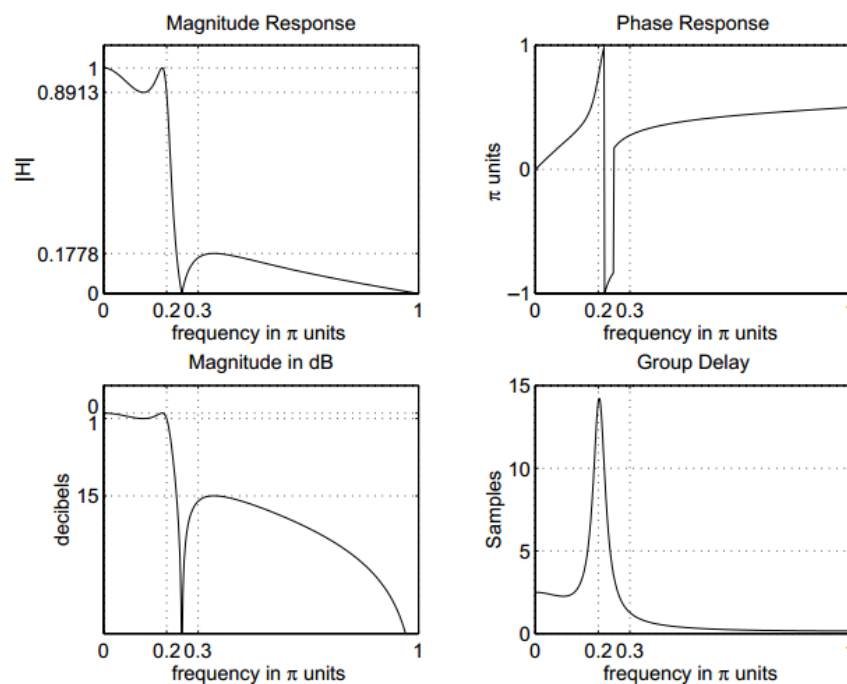 Magnitude Response
1
0.8913
0.1778
0
|H|
0 0.2 0.3 1
frequency in π units
Phase Response
1
0
−1
π units
0 0.2 0.3 1
frequency in π units
Magnitude in dB
0
1
15
decibels
0 0.2 0.3 1
frequency in π units
Group Delay
15
10
5
0
Samples
0 0.2 0.3 1
frequency in π units